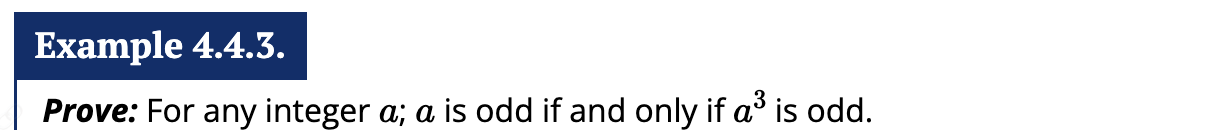 Example 4.4.3.
Prove: For any integer a; a is odd if and only if a³ is odd.